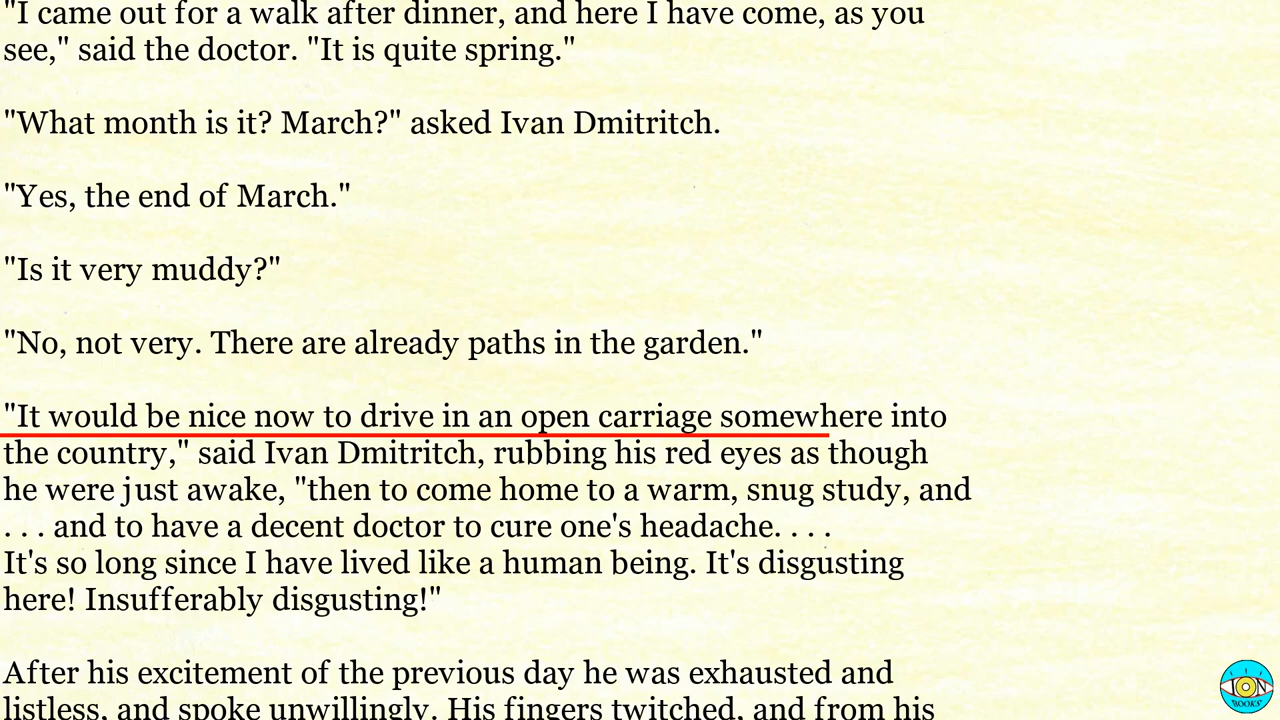 "I came out for a walk after dinner, and here I have come, as you
see," said the doctor. "It is quite spring."
"What month is it? March?" asked Ivan Dmitritch.
"Yes, the end of March."
"Is it very muddy?"
"No, not very. There are already paths in the garden."
"It would be nice now to drive in an open carriage somewhere into
the country," said Ivan Dmitritch, rubbing his red eyes as though
he were just awake, "then to come home to a warm, snug study, and
. . . and to have a decent doctor to cure one's headache. . . .
It's so long since I have lived like a human being. It's disgusting
here! Insufferably disgusting!"
After his excitement of the previous day he was exhausted and
listless, and spoke unwillingly. His fingers twitched, and from his
I
ION
BOOKS